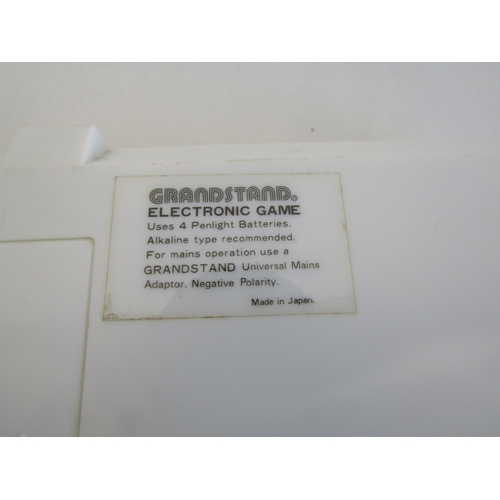 GRANDSTAND®
ELECTRONIC GAME
Uses 4 Penlight Batteries.
Alkaline type recommended.
For mains operation use a
GRANDSTAND Universal Mains
Adaptor. Negative Polarity.
Made in Japan.